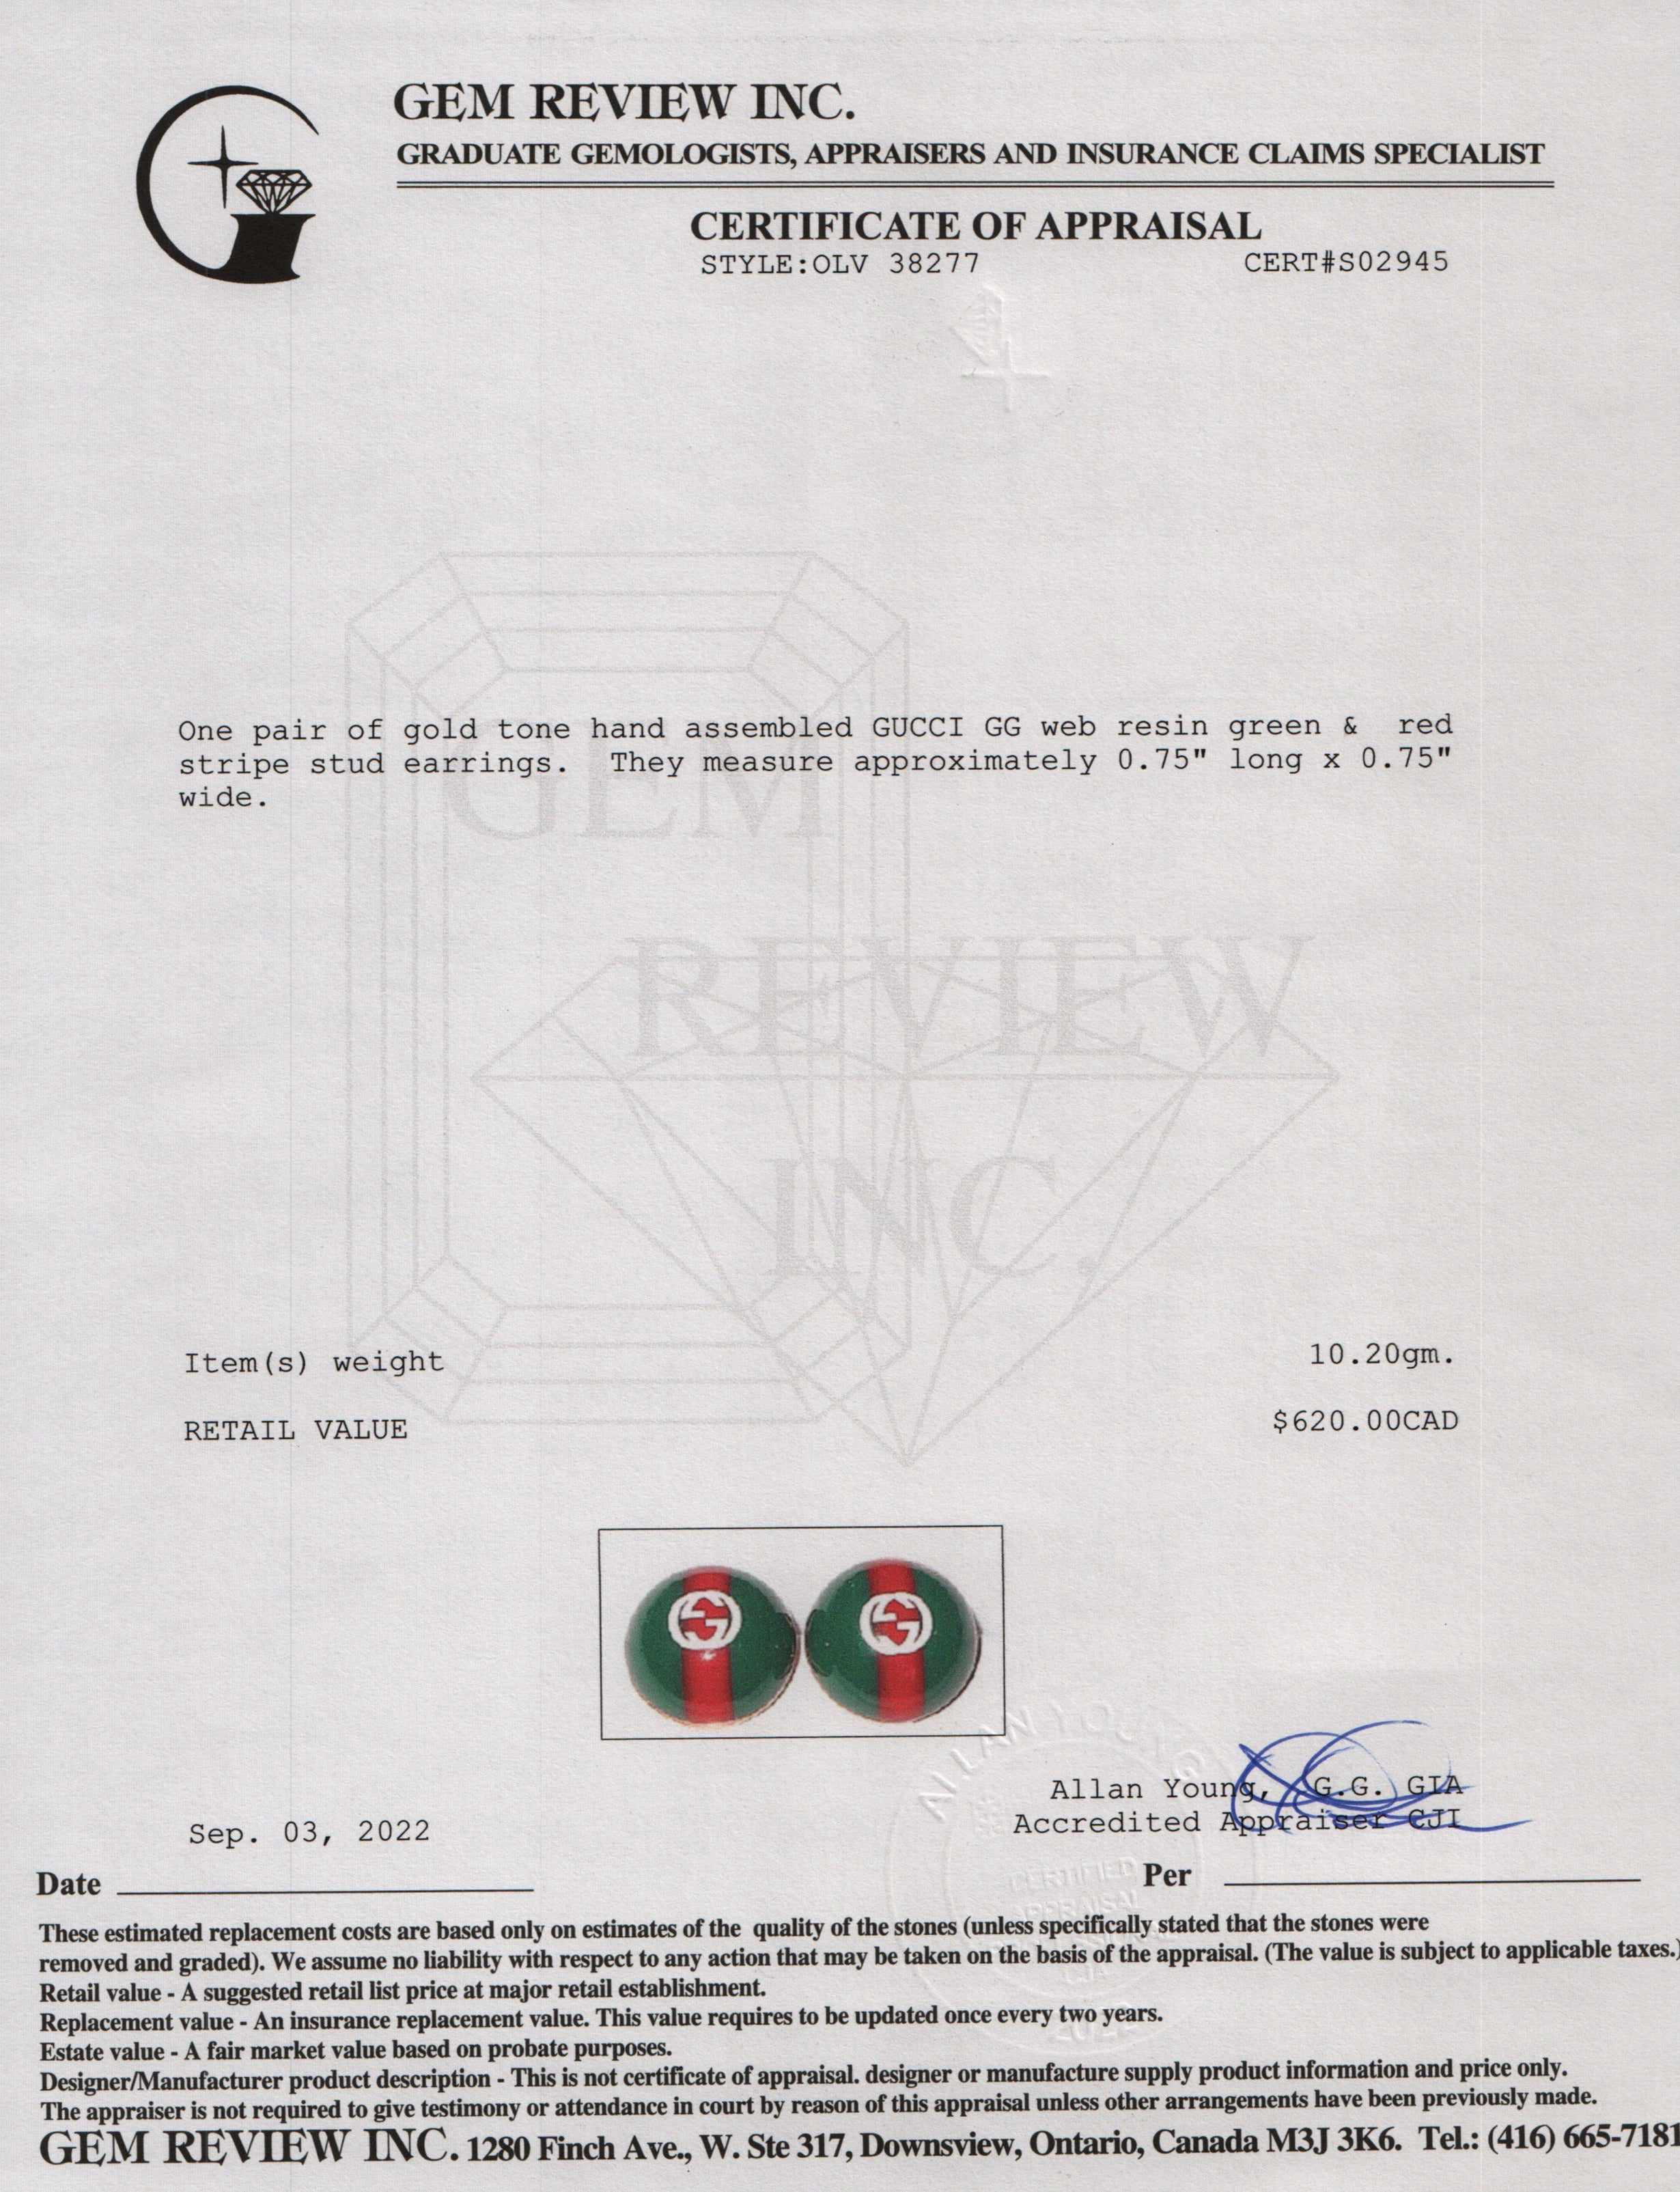 GEM REVIEW INC.
GRADUATE GEMOLOGISTS, APPRAISERS AND INSURANCE CLAIMS SPECIALIST
CERTIFICATE OF APPRAISAL
STYLE:OLV 38277 CERT#S02945
One pair of gold tone hand assembled GUCCI GG web resin green & red
stripe stud earrings. They measure approximately 0.75" long x 0.75"
wide.
GEM
REVIEW
INC.
Item(s) weight 10.20gm.
RETAIL VALUE $620.00CAD
ALLAN YOUNG
Allan Young, G.G. GIA
Accredited Appraiser CJI
Sep. 03, 2022
Date
Per
CERTIFIED
APPRAISAL
These estimated replacement costs are based only on estimates of the quality of the stones (unless specifically stated that the stones were
removed and graded). We assume no liability with respect to any action that may be taken on the basis of the appraisal. (The value is subject to applicable taxes.)
Retail value - A suggested retail list price at major retail establishment.
Replacement value - An insurance replacement value. This value requires to be updated once every two years.
Estate value - A fair market value based on probate purposes.
Designer/Manufacturer product description - This is not certificate of appraisal. designer or manufacture supply product information and price only.
The appraiser is not required to give testimony or attendance in court by reason of this appraisal unless other arrangements have been previously made.
GEM REVIEW INC. 1280 Finch Ave., W. Ste 317, Downsview, Ontario, Canada M3J 3K6. Tel.: (416) 665-7181